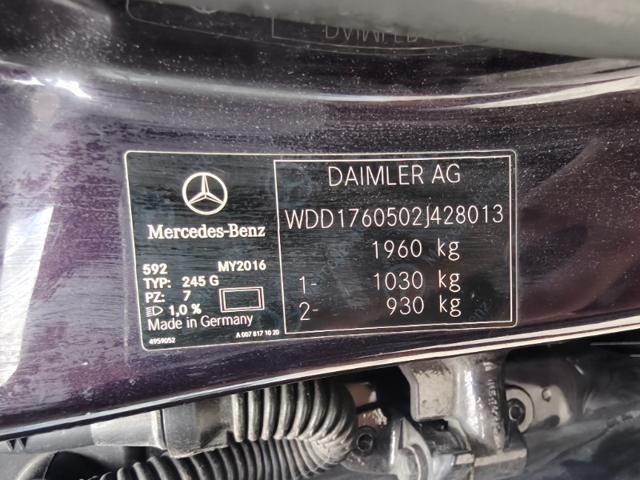 Mercedes-Benz
592 MY2016
TYP: 245 G
PZ: 7
1,0 %
Made in Germany
4959052 A 007 817 10 20
DAIMLER AG
WDD1760502J428013
1960 kg
1- 1030 kg
2- 930 kg